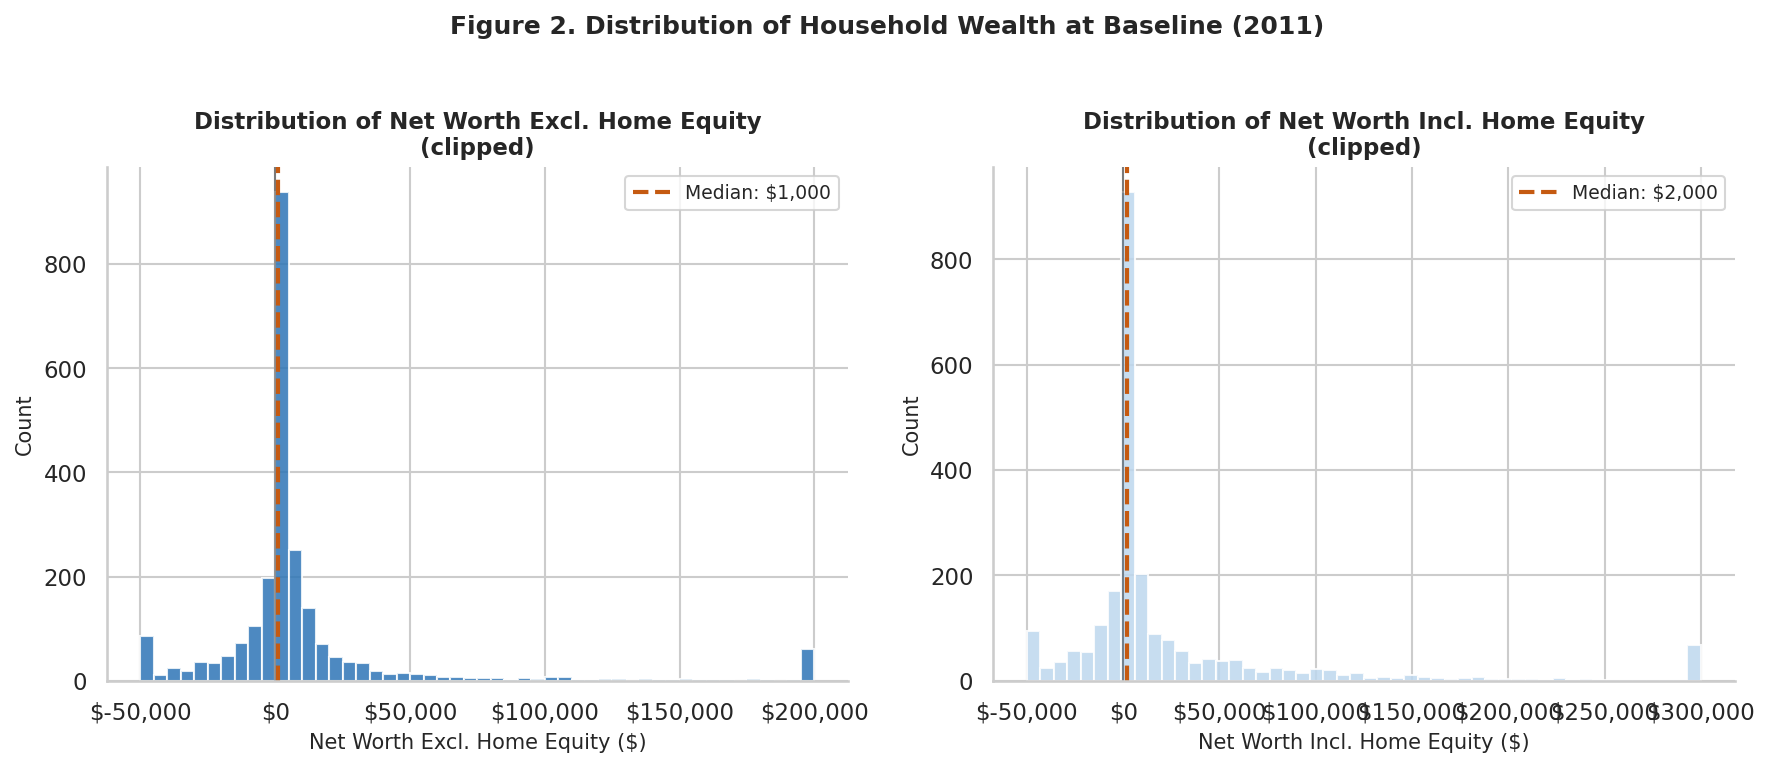 Figure 2. Distribution of Household Wealth at Baseline (2011)
Distribution of Net Worth Excl. Home Equity
(clipped)
Median: $1,000
800
600
400
200
0
Count
$-50,000 $0 $50,000 $100,000 $150,000 $200,000
Net Worth Excl. Home Equity ($)
Distribution of Net Worth Incl. Home Equity
(clipped)
Median: $2,000
800
600
400
200
0
Count
$-50,000 $0 $50,000 $100,000 $150,000 $200,000 $250,000 $300,000
Net Worth Incl. Home Equity ($)